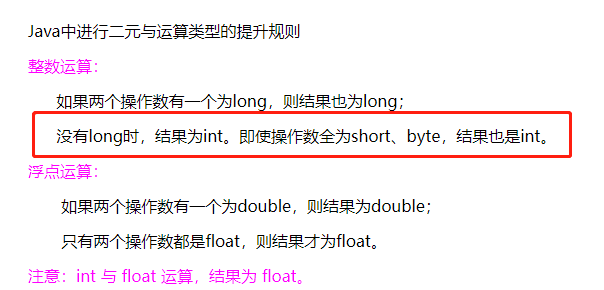 Java中进行二元与运算类型的提升规则
整数运算：
如果两个操作数有一个为long，则结果也为long；
没有long时，结果为int。即使操作数全为short、byte，结果也是int。
浮点运算：
如果两个操作数有一个为double，则结果为double；
只有两个操作数都是float，则结果才为float。
注意：int 与 float 运算，结果为 float。